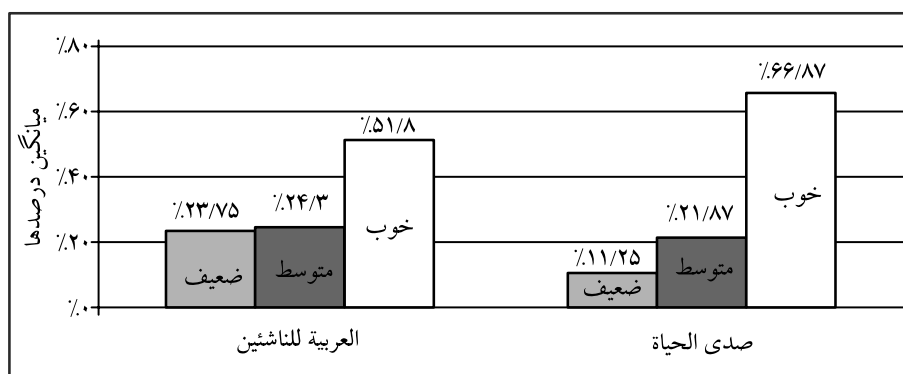 میانگین درصدها
٪۸۰
٪۶۰
٪۴۰
٪۲۰
٪۰
٪۶۶/۸۷
٪۵۱/۸
٪۲۴/۳
٪۲۳/۷۵
٪۲۱/۸۷
٪۱۱/۲۵
خوب
متوسط
ضعیف
خوب
متوسط
ضعیف
صدى الحياة
العربية للناشئين